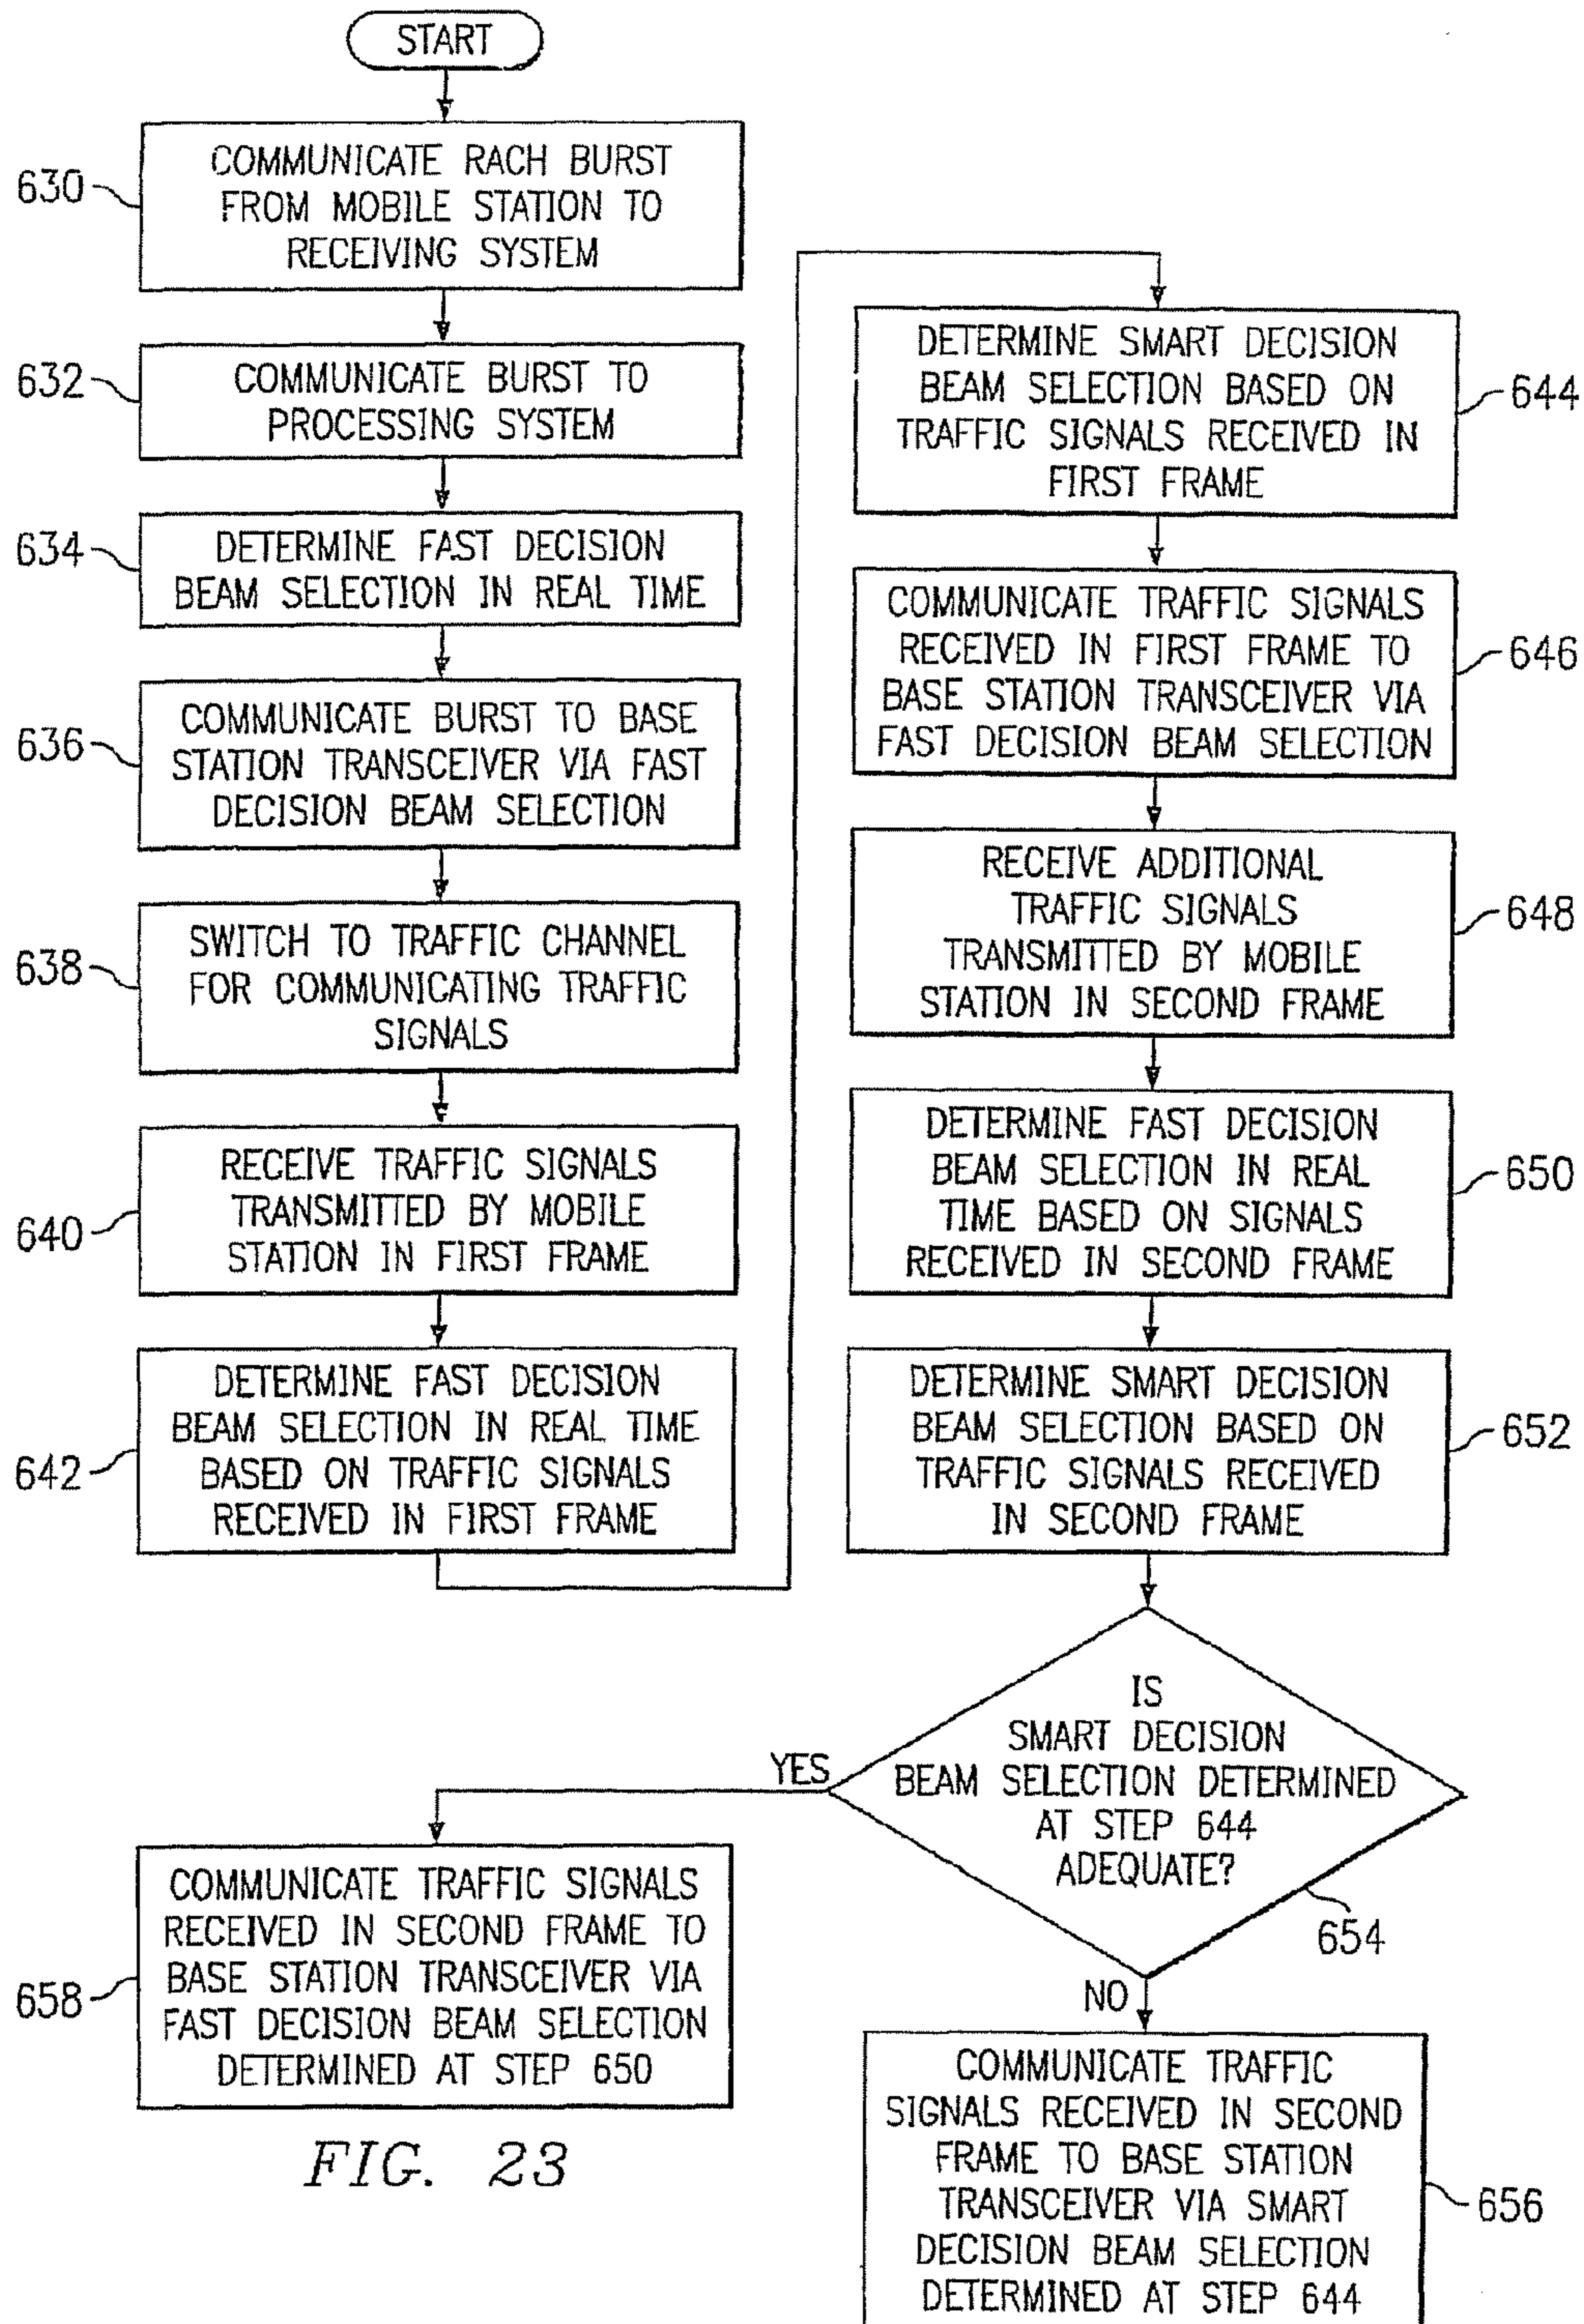 START
630
COMMUNICATE RACH BURST
FROM MOBILE STATION TO
RECEIVING SYSTEM
632
COMMUNICATE BURST TO
PROCESSING SYSTEM
634
DETERMINE FAST DECISION
BEAM SELECTION IN REAL TIME
636
COMMUNICATE BURST TO BASE
STATION TRANSCEIVER VIA FAST
DECISION BEAM SELECTION
638
SWITCH TO TRAFFIC CHANNEL
FOR COMMUNICATING TRAFFIC
SIGNALS
640
RECEIVE TRAFFIC SIGNALS
TRANSMITTED BY MOBILE
STATION IN FIRST FRAME
642
DETERMINE FAST DECISION
BEAM SELECTION IN REAL TIME
BASED ON TRAFFIC SIGNALS
RECEIVED IN FIRST FRAME
DETERMINE SMART DECISION
BEAM SELECTION BASED ON
TRAFFIC SIGNALS RECEIVED IN
FIRST FRAME
644
COMMUNICATE TRAFFIC SIGNALS
RECEIVED IN FIRST FRAME TO
BASE STATION TRANSCEIVER VIA
FAST DECISION BEAM SELECTION
646
RECEIVE ADDITIONAL
TRAFFIC SIGNALS
TRANSMITTED BY MOBILE
STATION IN SECOND FRAME
648
DETERMINE FAST DECISION
BEAM SELECTION IN REAL
TIME BASED ON SIGNALS
RECEIVED IN SECOND FRAME
650
DETERMINE SMART DECISION
BEAM SELECTION BASED ON
TRAFFIC SIGNALS RECEIVED
IN SECOND FRAME
652
IS
SMART DECISION
BEAM SELECTION DETERMINED
AT STEP 644
ADEQUATE?
654
YES
NO
658
COMMUNICATE TRAFFIC SIGNALS
RECEIVED IN SECOND FRAME TO
BASE STATION TRANSCEIVER VIA
FAST DECISION BEAM SELECTION
DETERMINED AT STEP 650
COMMUNICATE TRAFFIC
SIGNALS RECEIVED IN SECOND
FRAME TO BASE STATION
TRANSCEIVER VIA SMART
DECISION BEAM SELECTION
DETERMINED AT STEP 644
656
FIG. 23